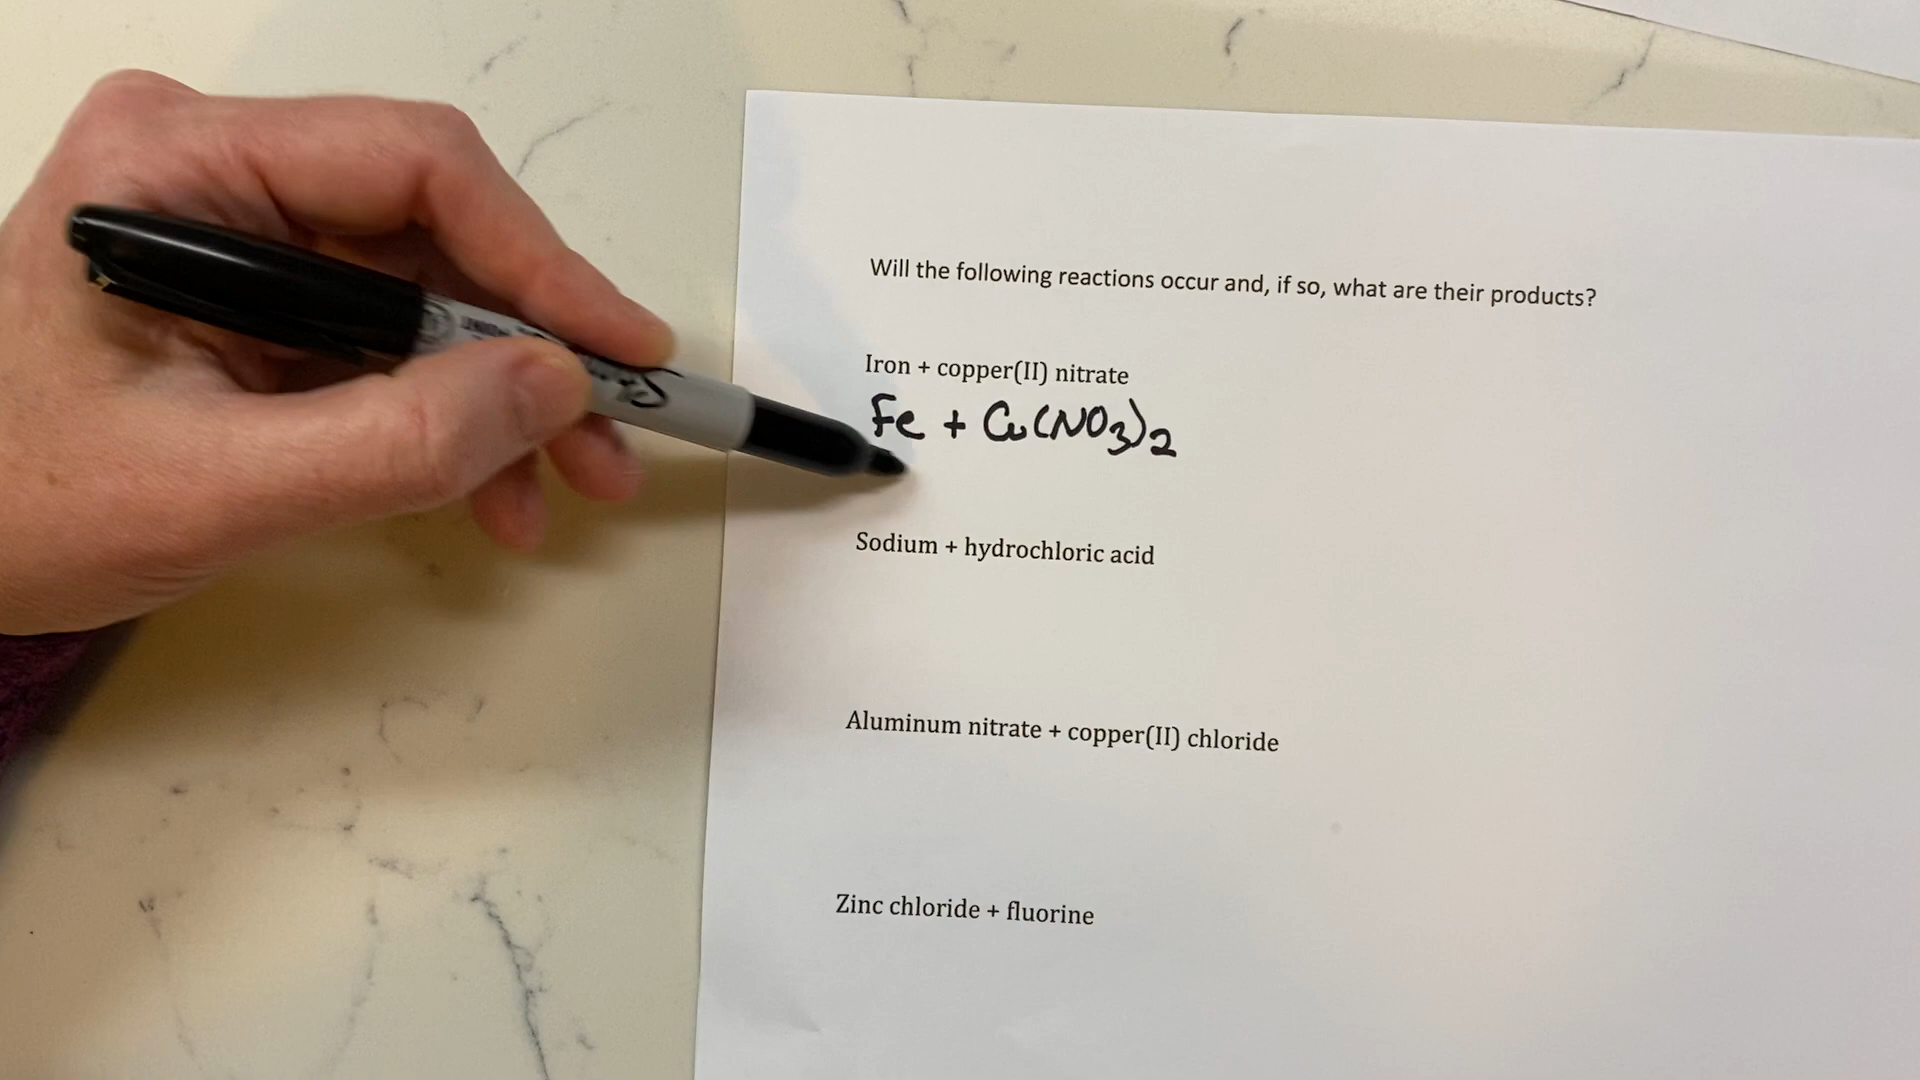 Will the following reactions occur and, if so, what are their products?
Iron + copper(II) nitrate
Fe + Cu(NO3)2
Sodium + hydrochloric acid
Aluminum nitrate + copper(II) chloride
Zinc chloride + fluorine